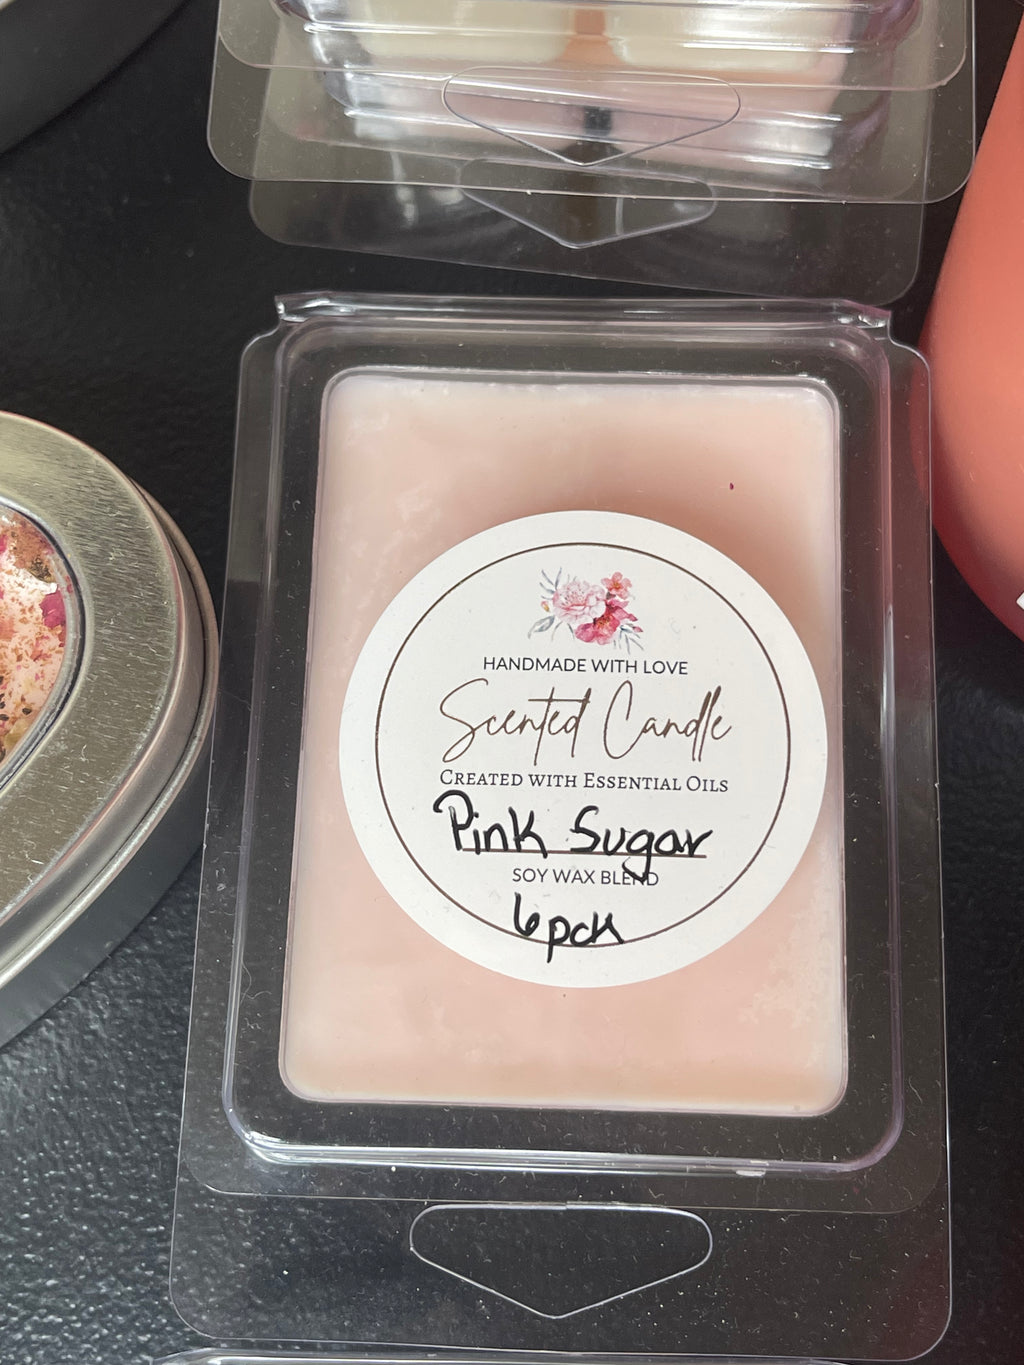 HANDMADE WITH LOVE
Scented Candle
CREATED WITH ESSENTIAL OILS
Pink Sugar
SOY WAX BLEND
6pck